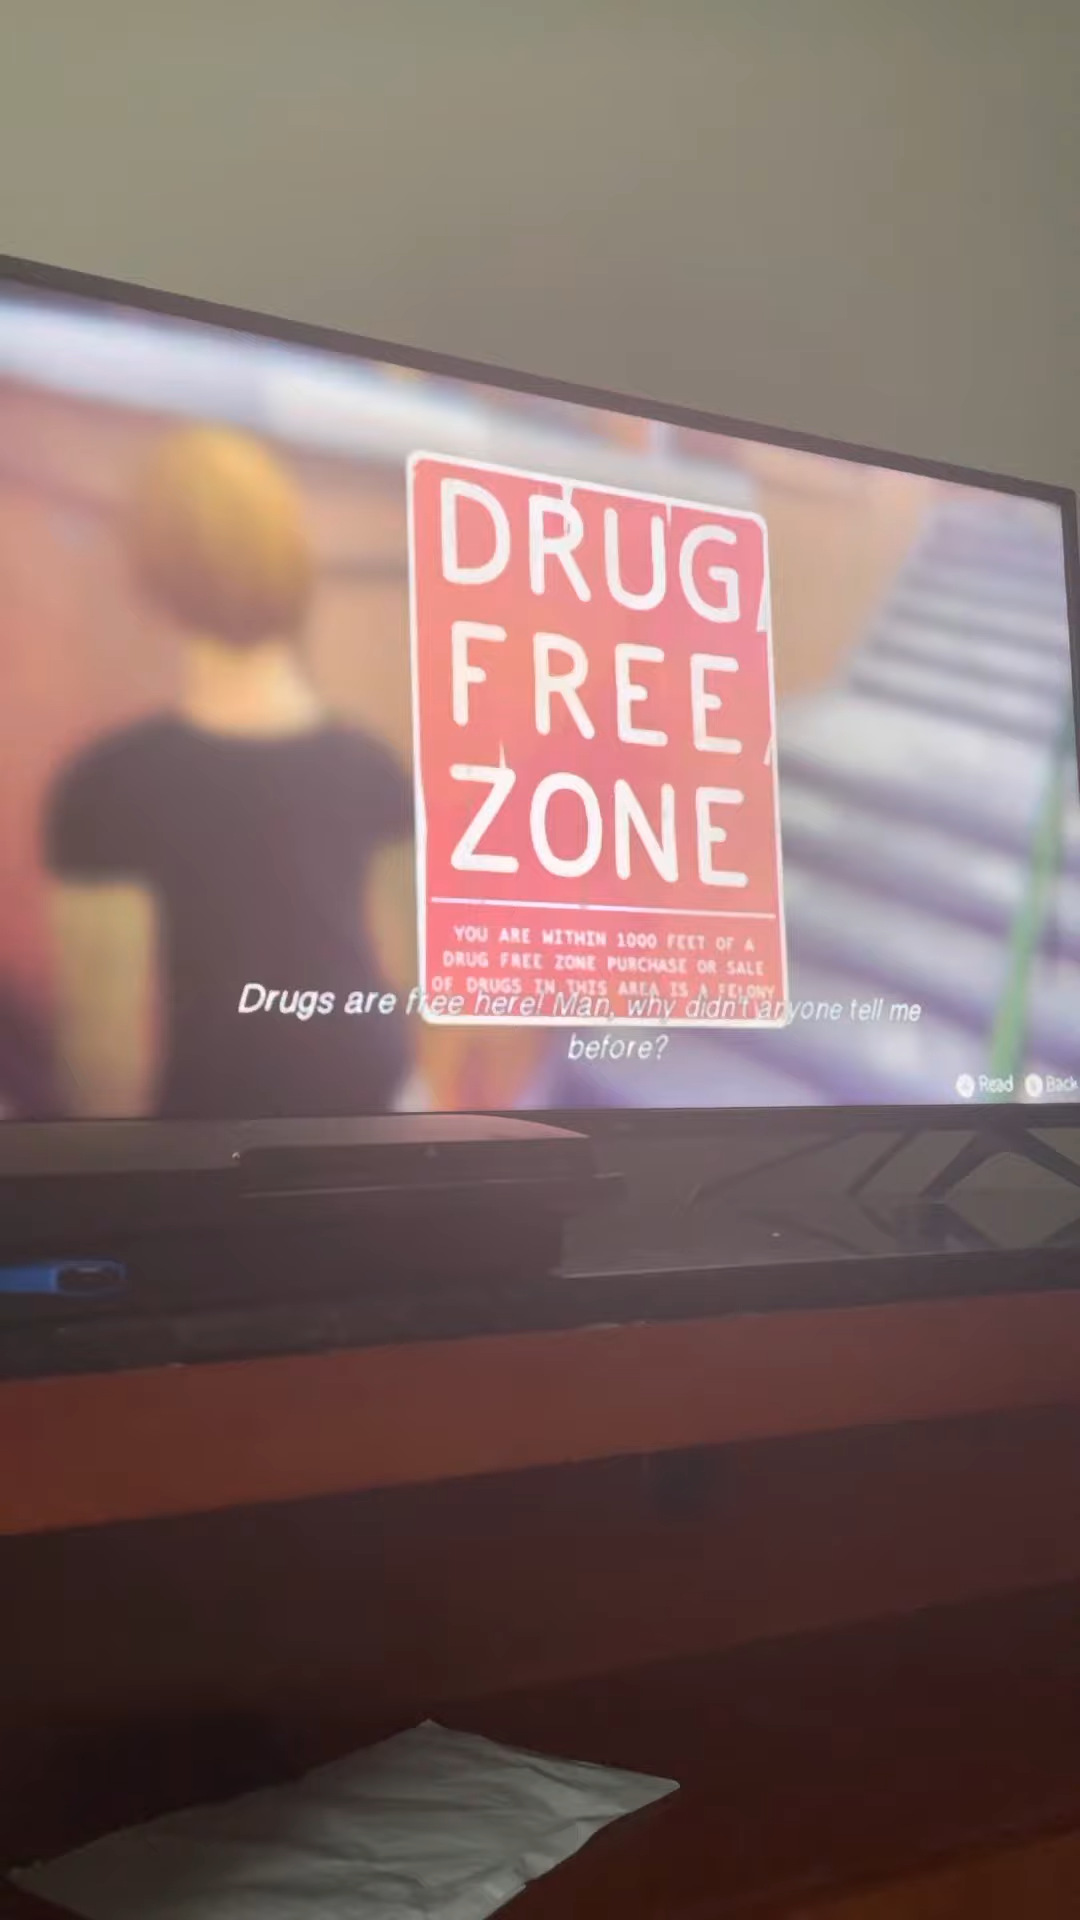 DRUG
FREE
ZONE
YOU ARE WITHIN 1000 FEET OF A
DRUG FREE ZONE PURCHASE OR SALE
OF DRUGS IN THIS AREA IS A FELONY
Drugs are free here! Man, why didn't anyone tell me
before?
Read Back